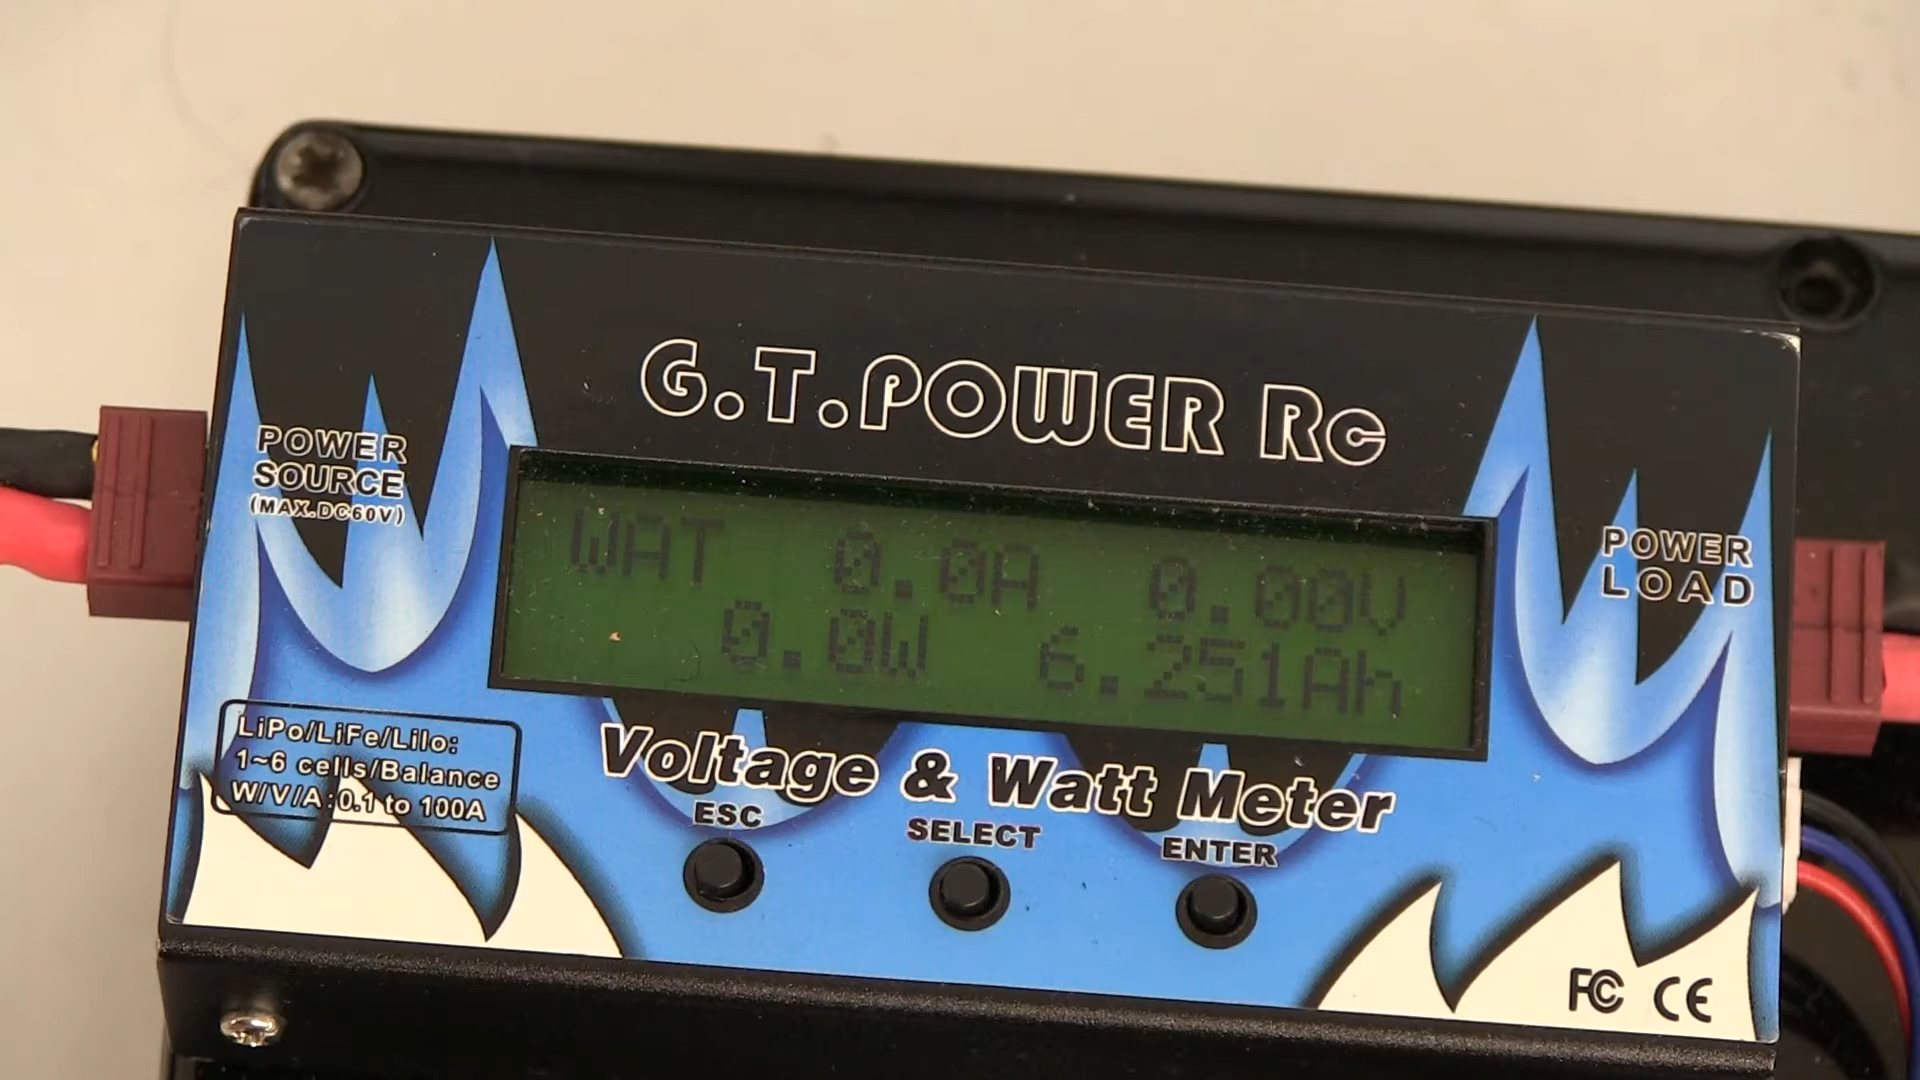 G.T.POWER Rc
POWER
SOURCE
(MAX.DC60V)
WAT 0.0A 0.00V
0.0W 6.251Ah
POWER
LOAD
LiPo/LiFe/LiIo:
1~6 cells/Balance
W/V/A:0.1 to 100A
Voltage & Watt Meter
ESC
SELECT
ENTER
FC CE